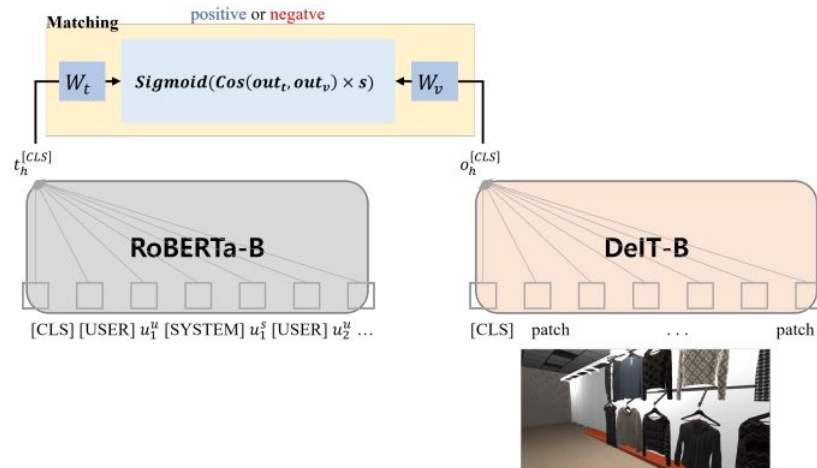 positive or negatve
Matching
W_t
Sigmoid(Cos(out_t, out_v) × s)
W_v
t_h^[CLS]
o_h^[CLS]
RoBERTa-B
DeIT-B
[CLS] [USER] u_1^u [SYSTEM] u_1^s [USER] u_2^u ...
[CLS] patch . . . patch